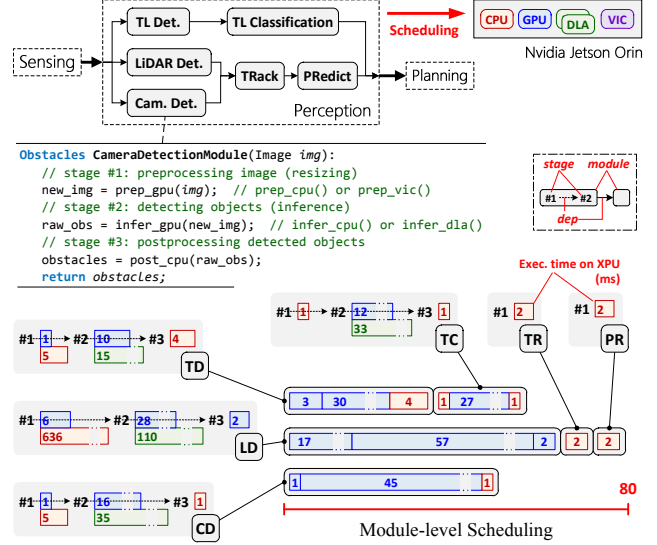 TL Det.
TL Classification
Scheduling
CPU
GPU
DLA
VIC
Nvidia Jetson Orin
Sensing
LiDAR Det.
TRack
PRedict
Planning
Cam. Det.
Perception
Obstacles CameraDetectionModule(Image img):
// stage #1: preprocessing image (resizing)
new_img = prep_gpu(img);  // prep_cpu() or prep_vic()
// stage #2: detecting objects (inference)
raw_obs = infer_gpu(new_img);  // infer_cpu() or infer_dla()
// stage #3: postprocessing detected objects
obstacles = post_cpu(raw_obs);
return obstacles;
stage module
#1 #2
dep
Exec. time on XPU
(ms)
#1 1 #2 12 #3 1
33
TC
#1 2
TR
#1 2
PR
#1 1 #2 10 #3 4
5 15
TD
3 30 4 1 27 1
#1 6 #2 28 #3 2
636 110
LD
17 57 2 2 2
#1 1 #2 16 #3 1
5 35
CD
1 45 1
80
Module-level Scheduling